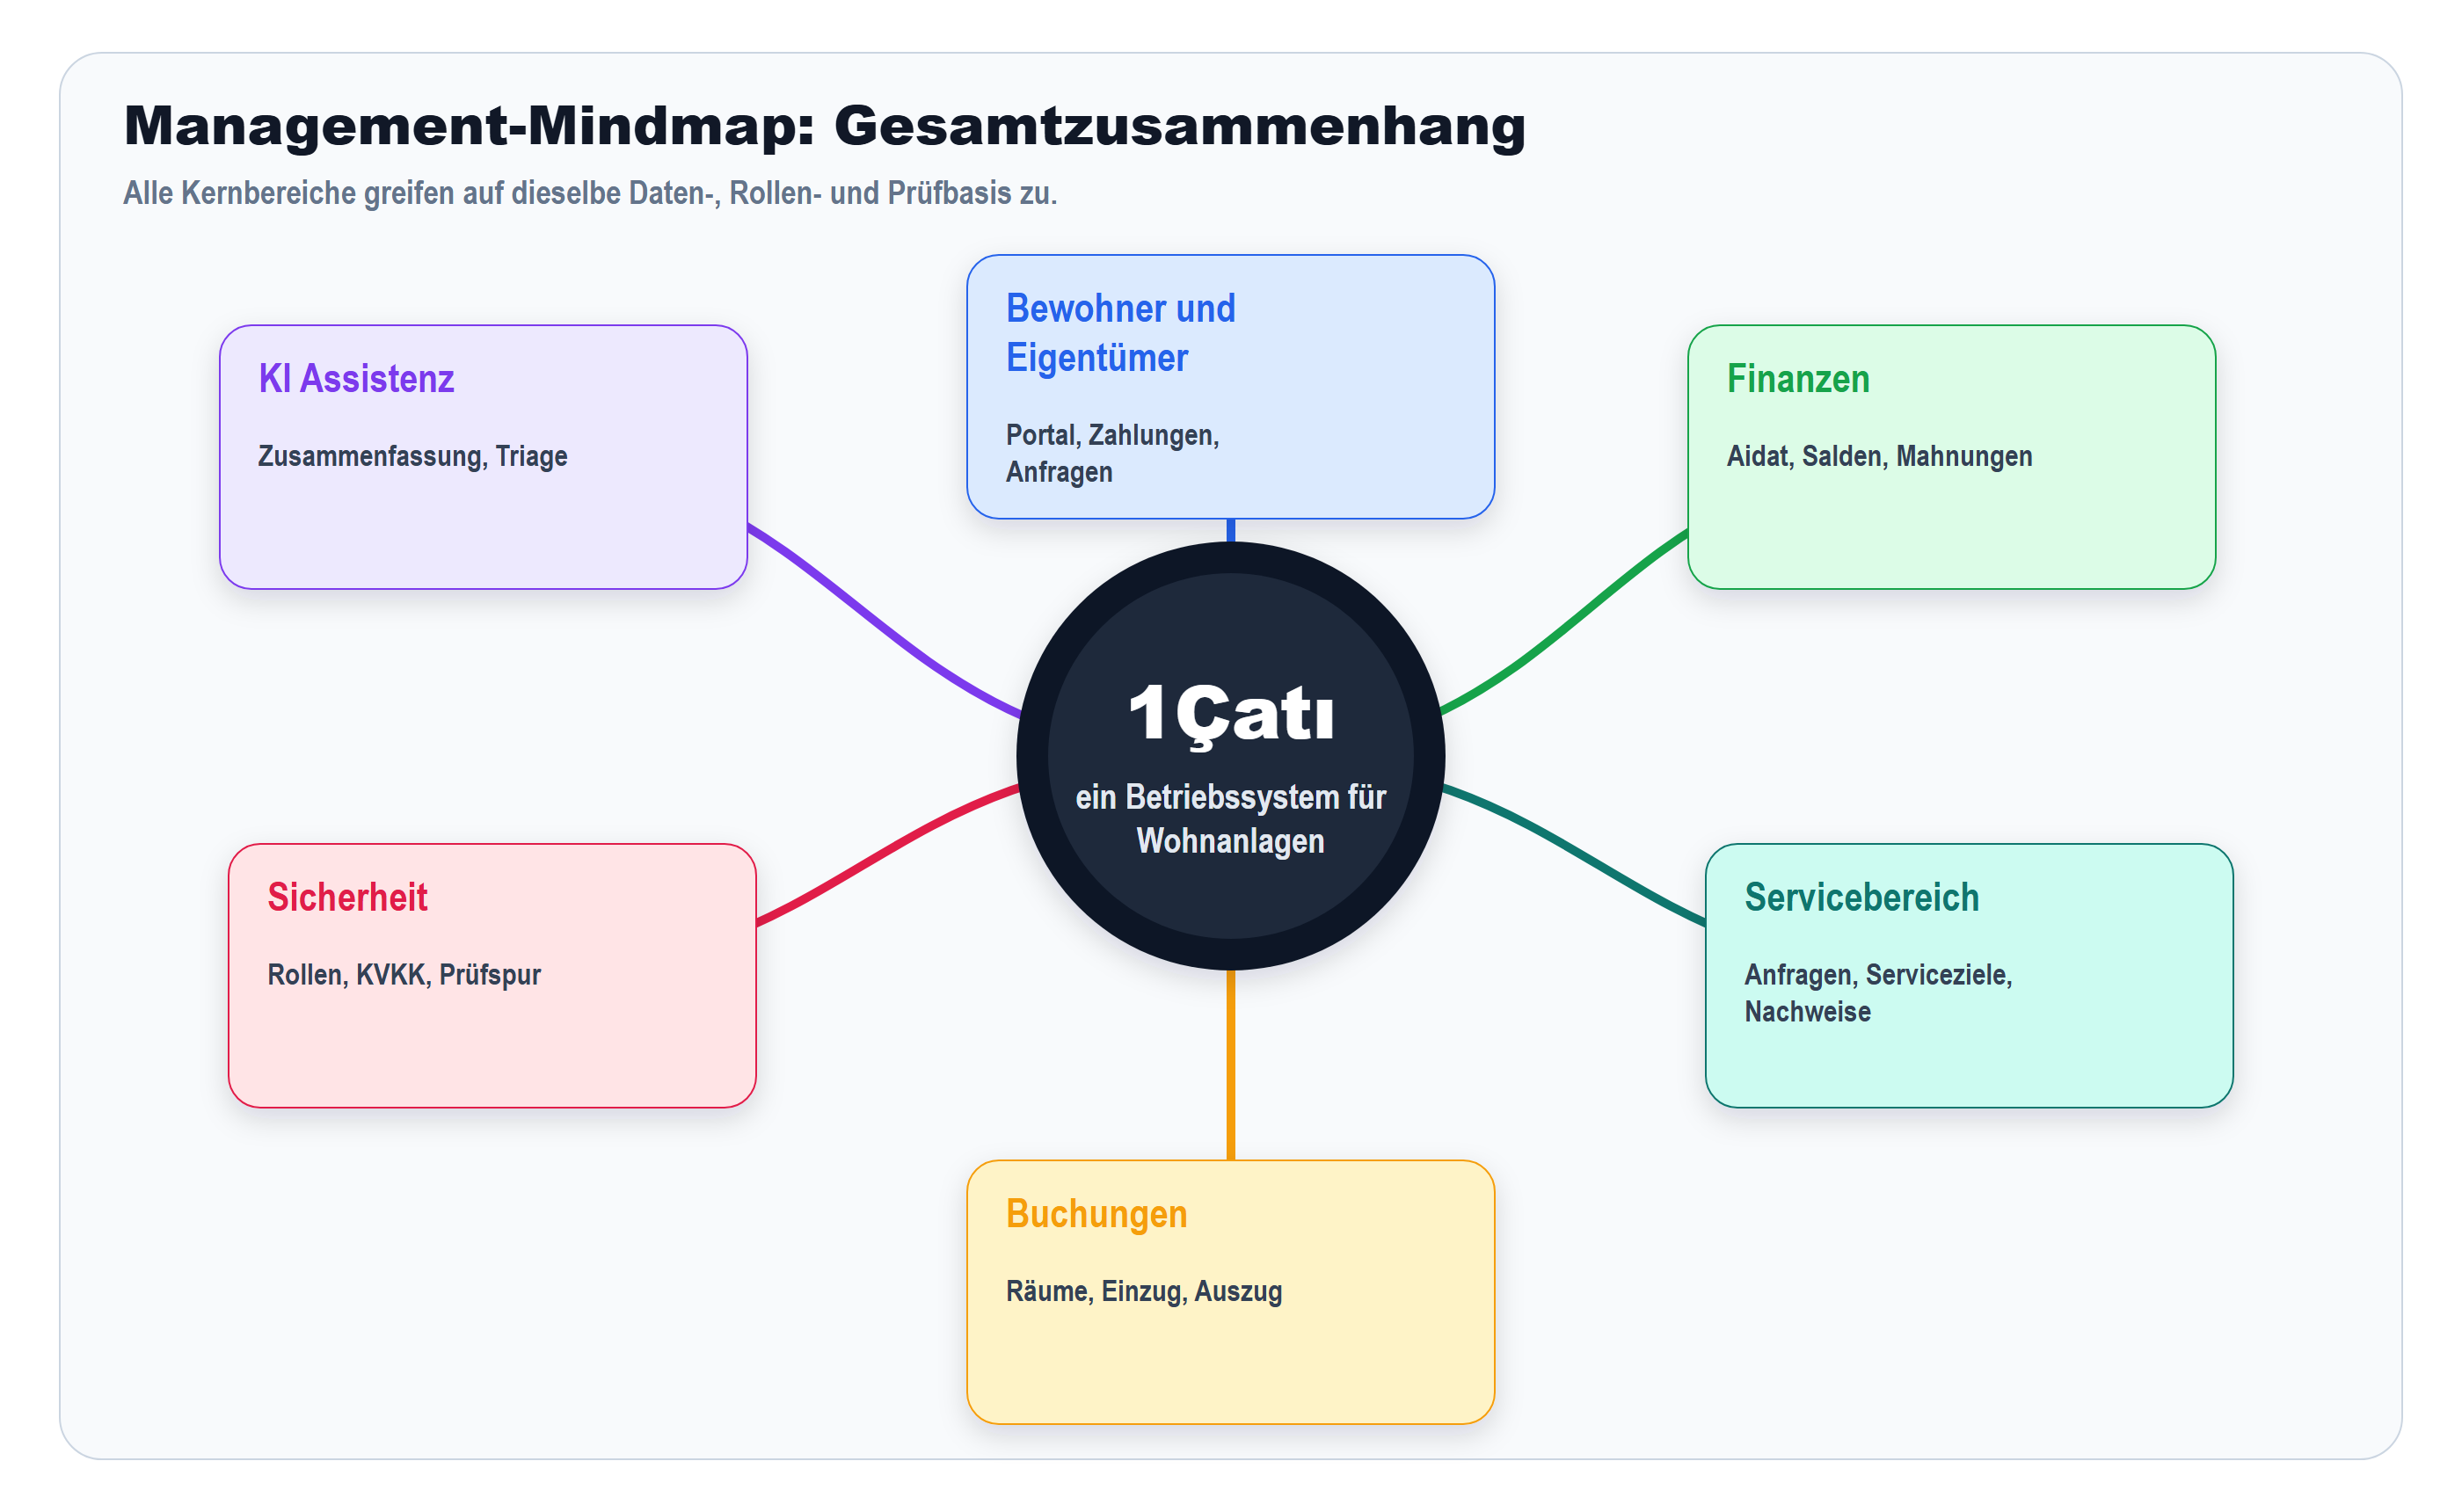 Management-Mindmap: Gesamtzusammenhang
Alle Kernbereiche greifen auf dieselbe Daten-, Rollen- und Prüfbasis zu.
Bewohner und
Eigentümer
Portal, Zahlungen,
Anfragen
KI Assistenz
Zusammenfassung, Triage
Finanzen
Aidat, Salden, Mahnungen
1Çatı
ein Betriebssystem für
Wohnanlagen
Sicherheit
Rollen, KVKK, Prüfspur
Servicebereich
Anfragen, Serviceziele,
Nachweise
Buchungen
Räume, Einzug, Auszug